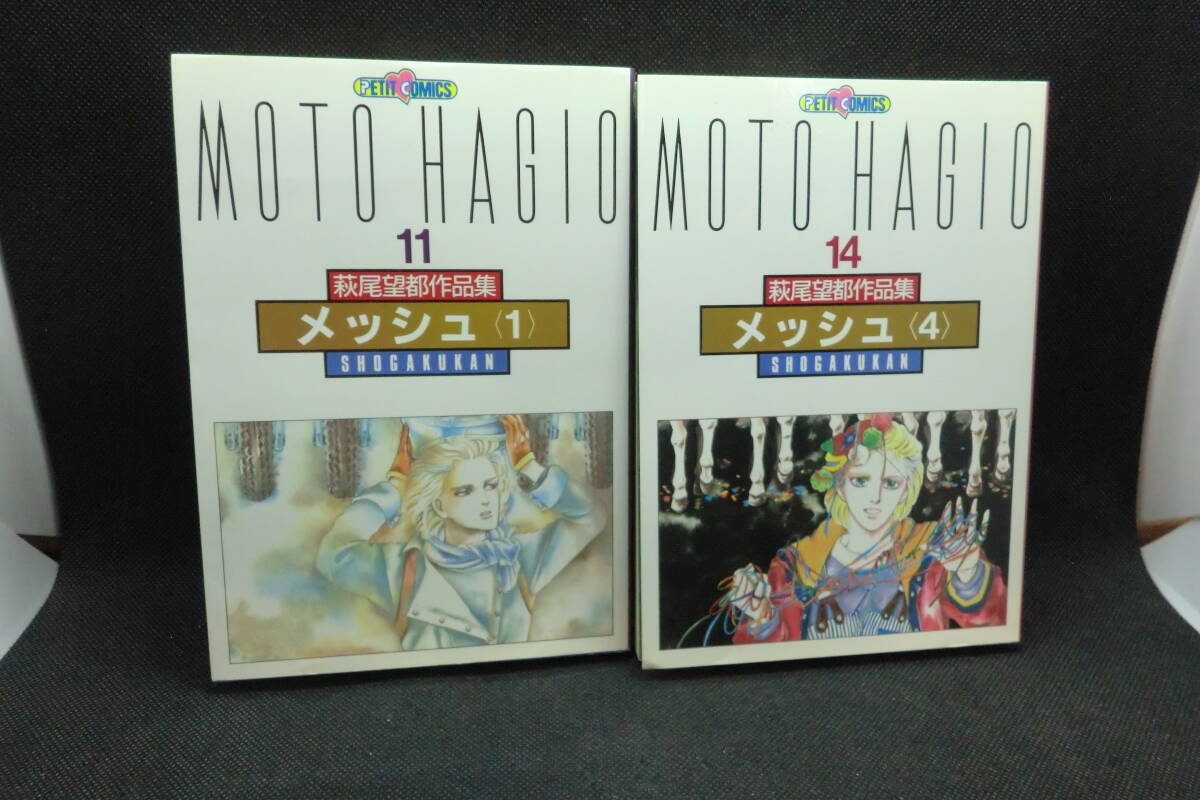 PETIT COMICS
MOTO HAGIO
11
萩尾望都作品集
メッシュ〈1〉
SHOGAKUKAN
PETIT COMICS
MOTO HAGIO
14
萩尾望都作品集
メッシュ〈4〉
SHOGAKUKAN